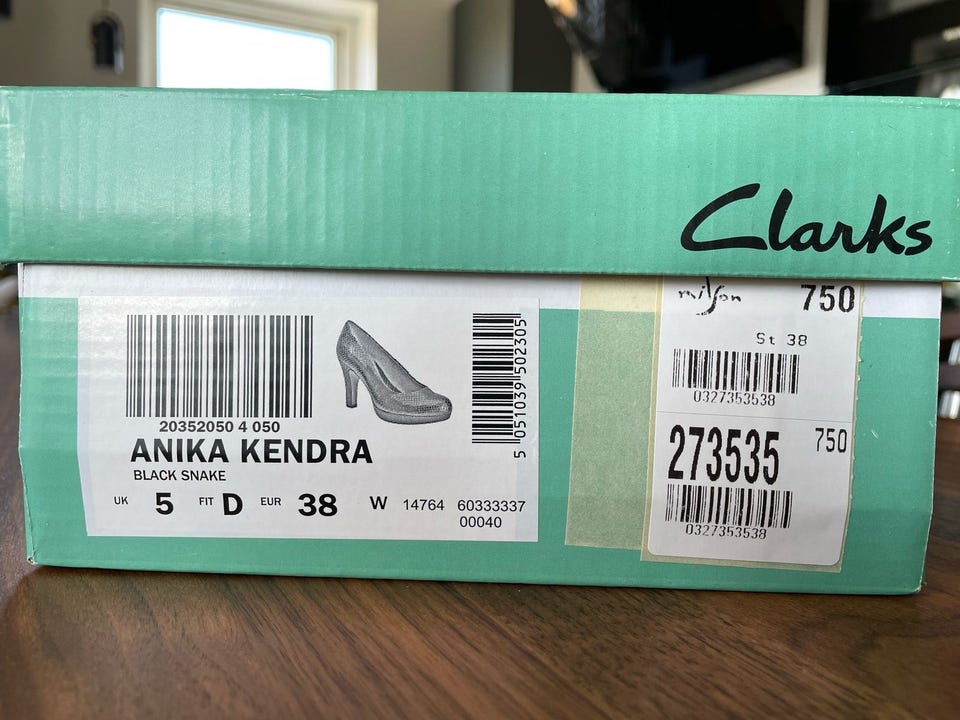 Clarks
20352050 4 050
5 051039 502305
ANIKA KENDRA
BLACK SNAKE
UK 5 FIT D EUR 38 W 14764 60333337
00040
milson 750
St 38
0327353538
273535 750
0327353538